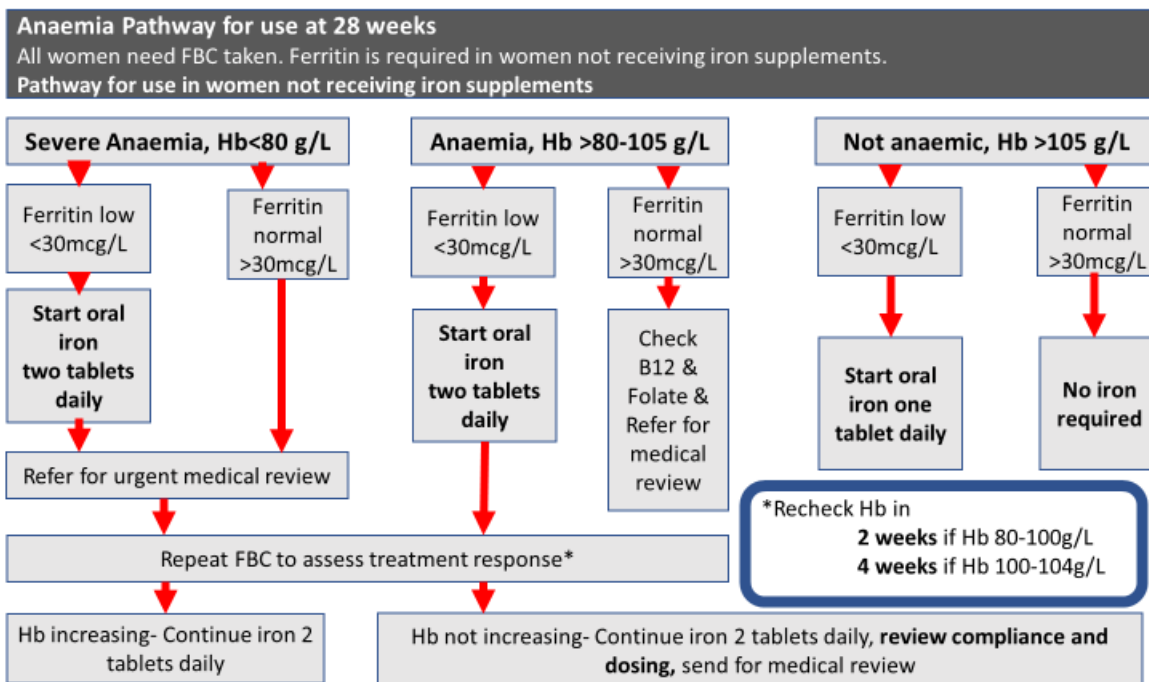 Anaemia Pathway for use at 28 weeks
All women need FBC taken. Ferritin is required in women not receiving iron supplements.
Pathway for use in women not receiving iron supplements
Severe Anaemia, Hb<80 g/L
Anaemia, Hb >80-105 g/L
Not anaemic, Hb >105 g/L
Ferritin low
<30mcg/L
Ferritin
normal
>30mcg/L
Ferritin low
<30mcg/L
Ferritin
normal
>30mcg/L
Ferritin low
<30mcg/L
Ferritin
normal
>30mcg/L
Start oral
iron
two tablets
daily
Start oral
iron
two tablets
daily
Check
B12 &
Folate &
Refer for
medical
review
Start oral
iron one
tablet daily
No iron
required
Refer for urgent medical review
*Recheck Hb in
2 weeks if Hb 80-100g/L
4 weeks if Hb 100-104g/L
Repeat FBC to assess treatment response*
Hb increasing- Continue iron 2
tablets daily
Hb not increasing- Continue iron 2 tablets daily, review compliance and
dosing, send for medical review